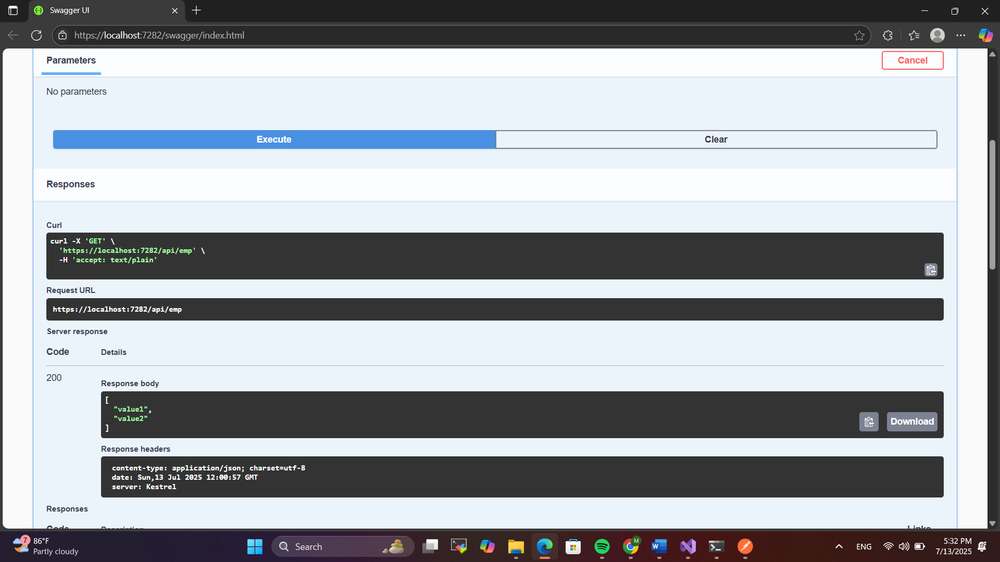 Swagger UI
https://localhost:7282/swagger/index.html
Parameters
Cancel
No parameters
Execute
Clear
Responses
Curl
curl -X 'GET' \
'https://localhost:7282/api/emp' \
-H 'accept: text/plain'
Request URL
https://localhost:7282/api/emp
Server response
Code Details
200
Response body
[
"value1",
"value2"
]
Download
Response headers
content-type: application/json; charset=utf-8
date: Sun,13 Jul 2025 12:00:57 GMT
server: Kestrel
Responses
Code Description Links
7
86°F
Partly cloudy
Search
M
ENG
5:32 PM
7/13/2025